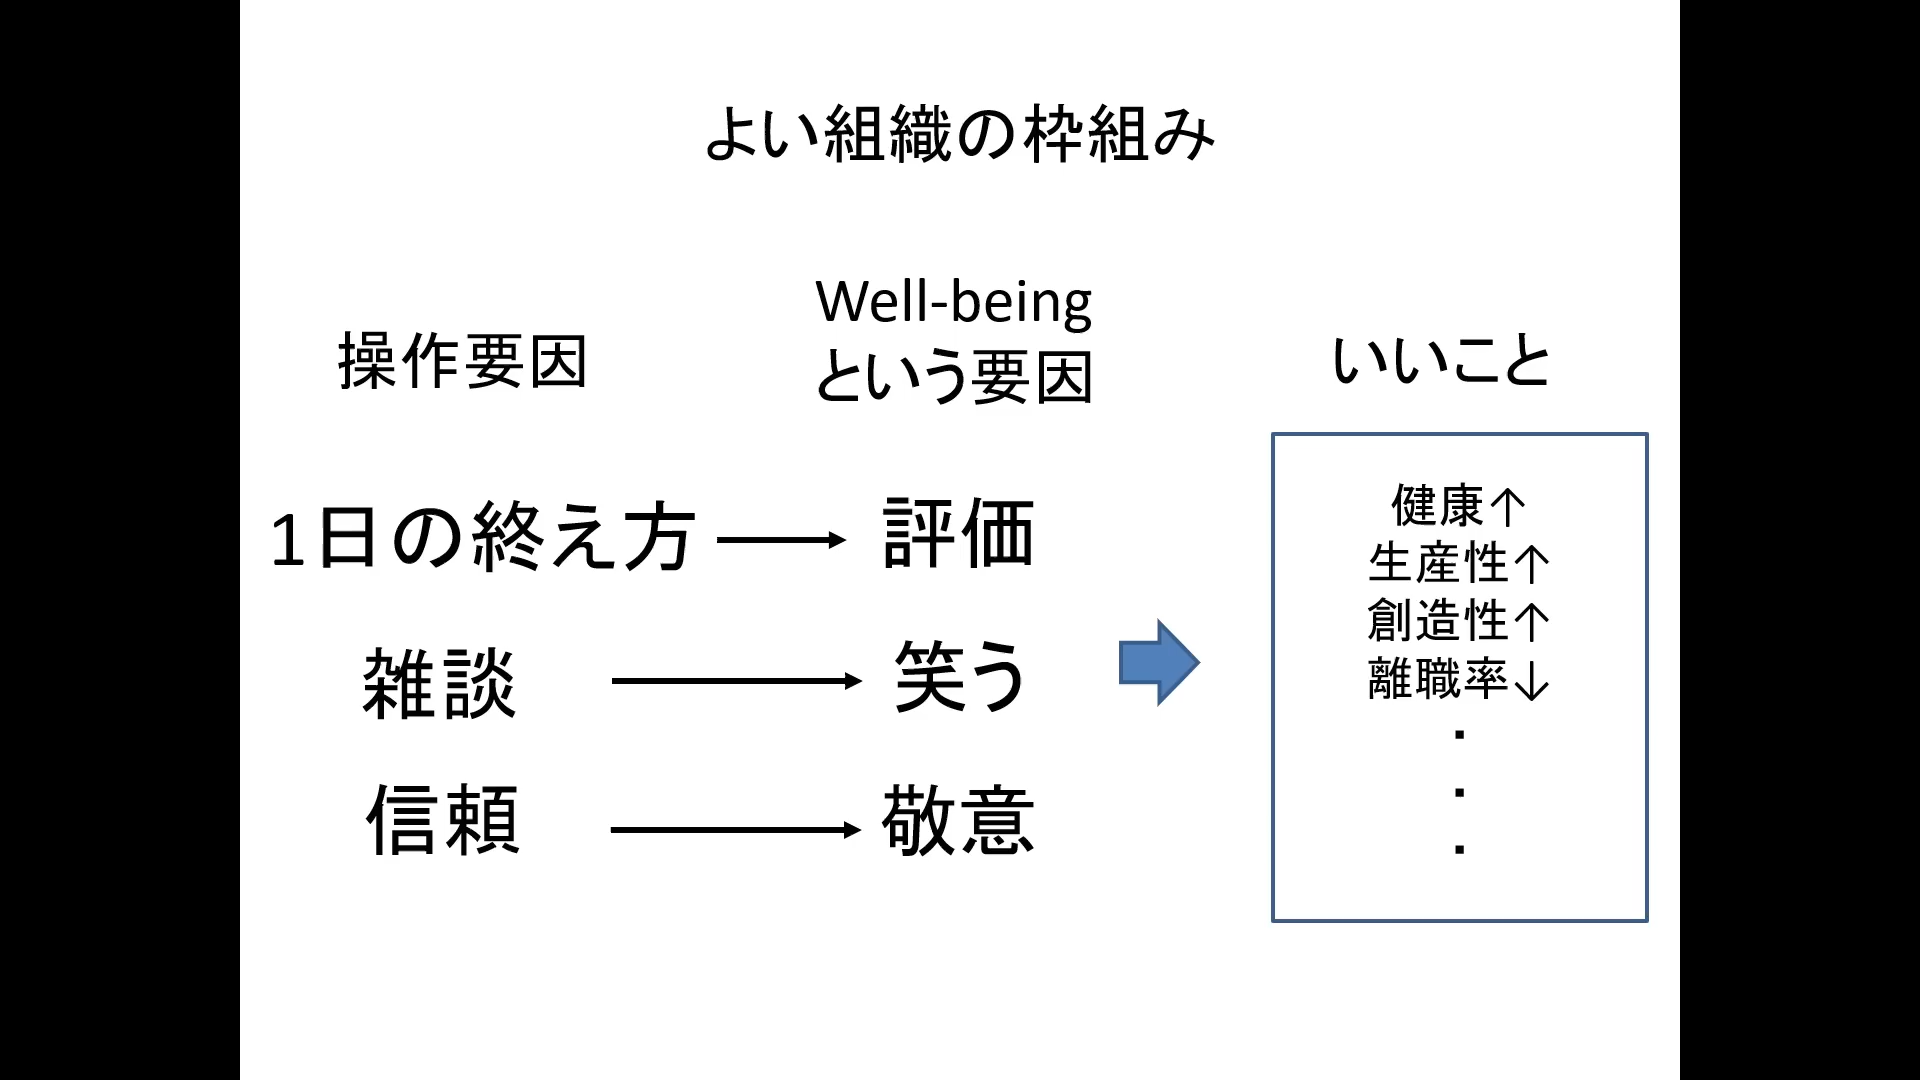 よい組織の枠組み
操作要因
Well-being
という要因
いいこと
1日の終え方
評価
雑談
笑う
信頼
敬意
健康↑
生産性↑
創造性↑
離職率↓
・
・
・